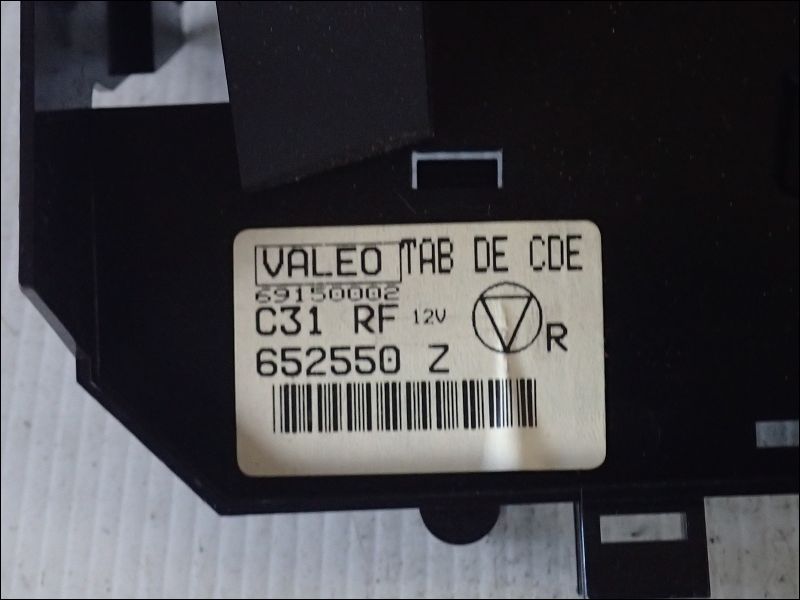 VALEO TAB DE CDE
69150002
C31 RF 12V
R
652550 Z